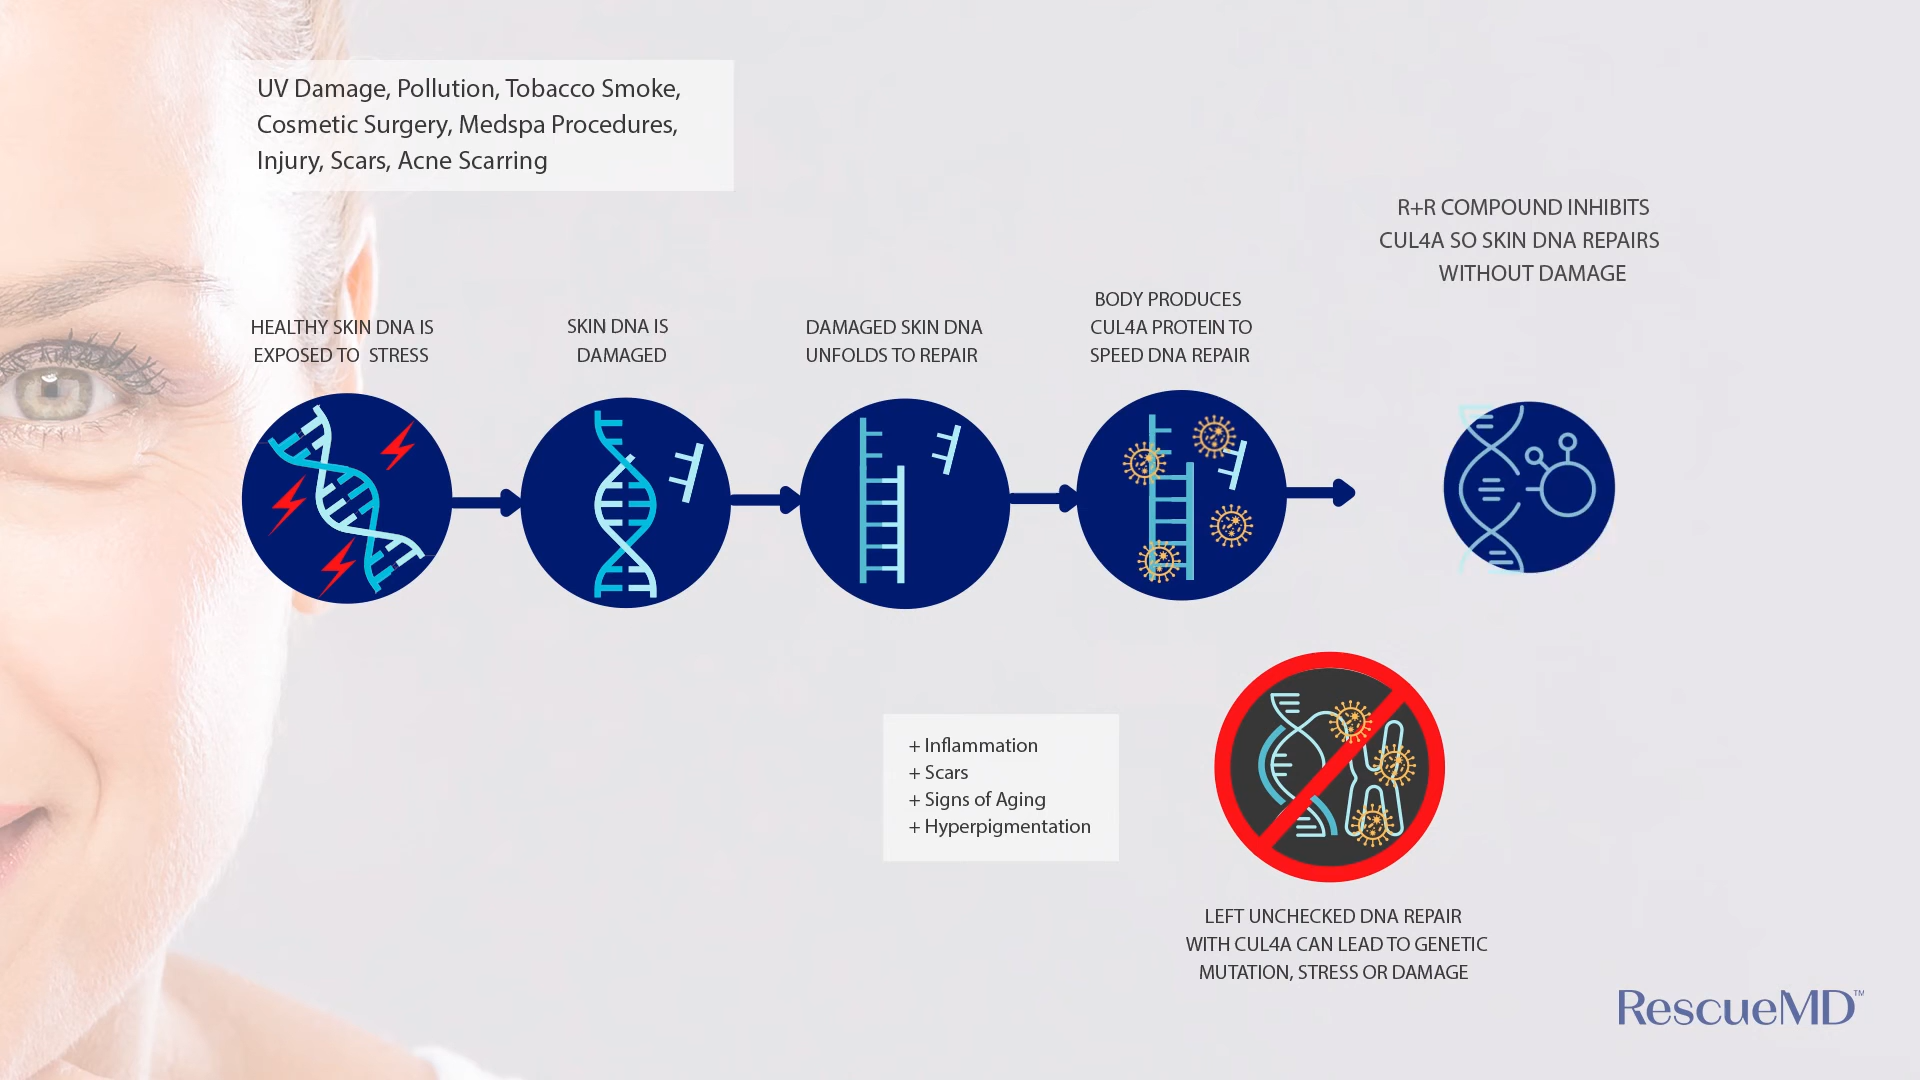 UV Damage, Pollution, Tobacco Smoke,
Cosmetic Surgery, Medspa Procedures,
Injury, Scars, Acne Scarring
HEALTHY SKIN DNA IS
EXPOSED TO STRESS
SKIN DNA IS
DAMAGED
DAMAGED SKIN DNA
UNFOLDS TO REPAIR
BODY PRODUCES
CUL4A PROTEIN TO
SPEED DNA REPAIR
R+R COMPOUND INHIBITS
CUL4A SO SKIN DNA REPAIRS
WITHOUT DAMAGE
+ Inflammation
+ Scars
+ Signs of Aging
+ Hyperpigmentation
LEFT UNCHECKED DNA REPAIR
WITH CUL4A CAN LEAD TO GENETIC
MUTATION, STRESS OR DAMAGE
RescueMD™